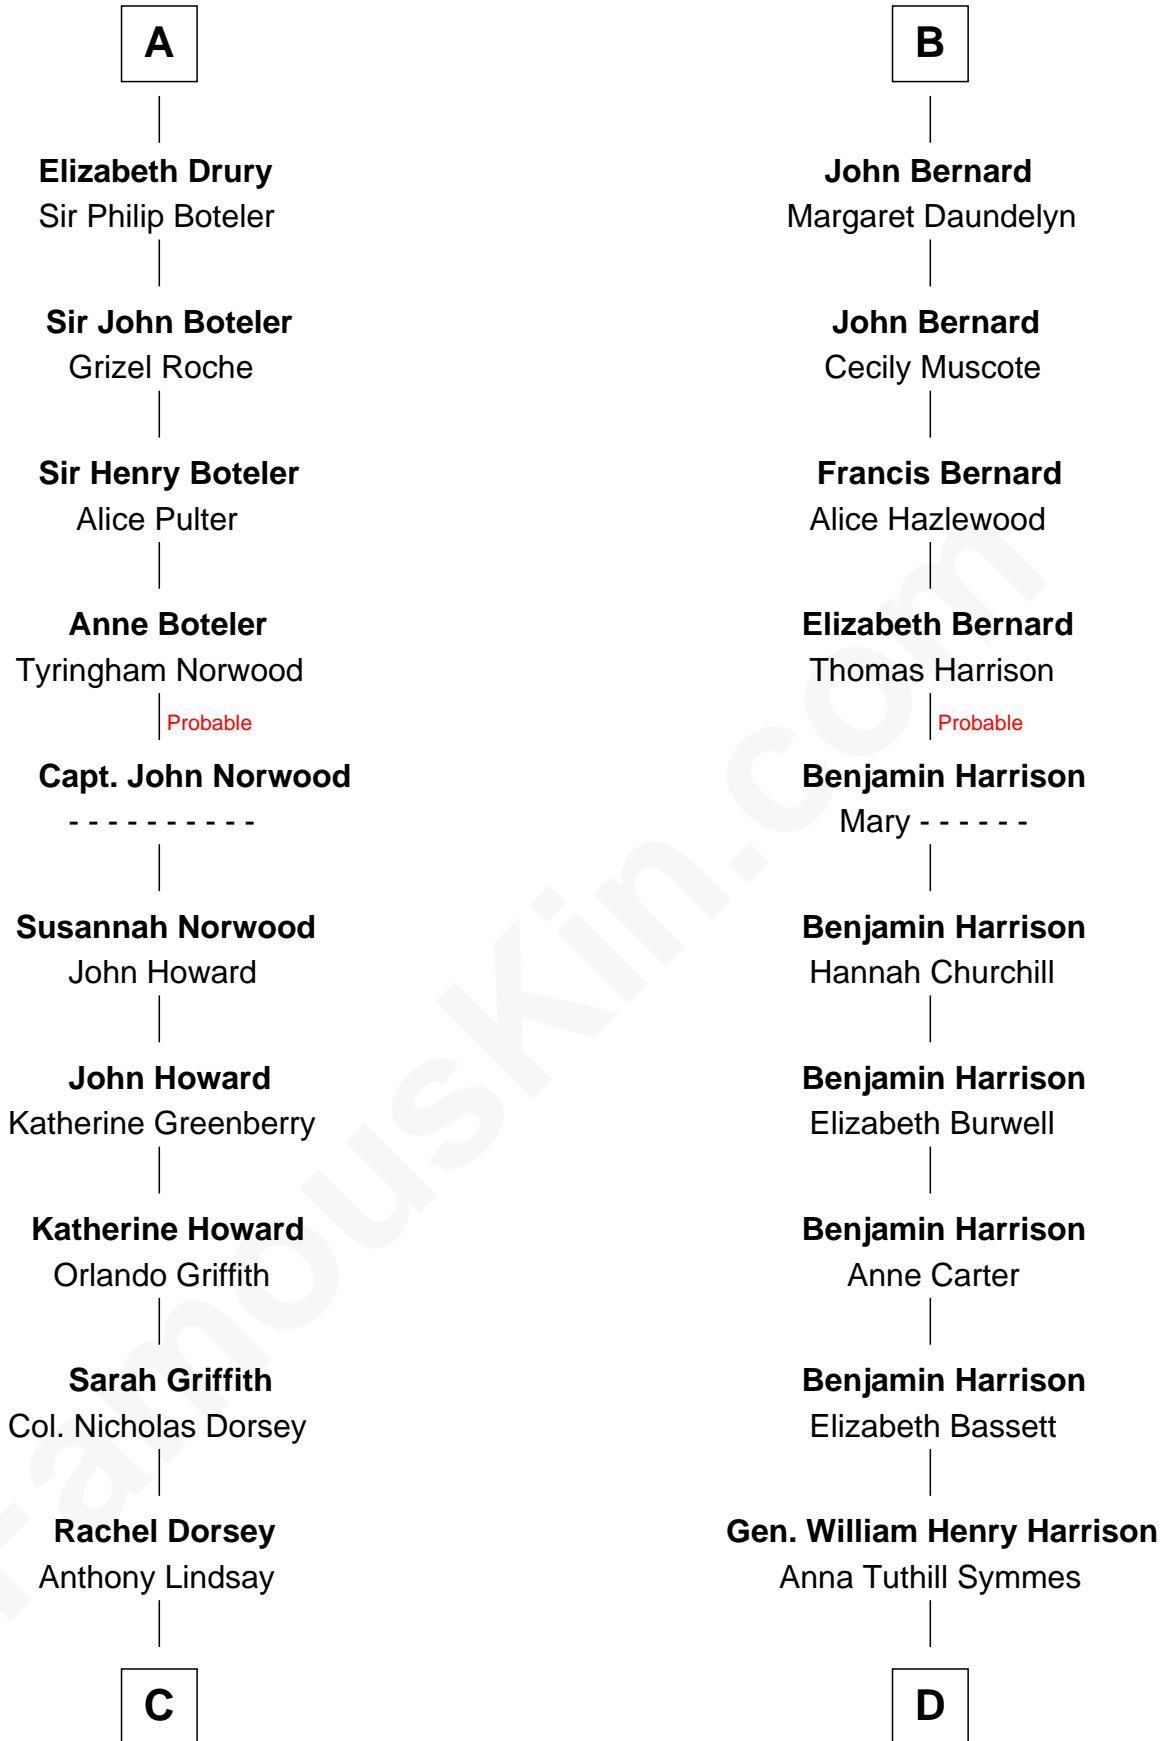 A
Elizabeth Drury
Sir Philip Boteler
Sir John Boteler
Grizel Roche
Sir Henry Boteler
Alice Pulter
Anne Boteler
Tyringham Norwood
Probable
Capt. John Norwood
- - - - - - - - - -
Susannah Norwood
John Howard
John Howard
Katherine Greenberry
Katherine Howard
Orlando Griffith
Sarah Griffith
Col. Nicholas Dorsey
Rachel Dorsey
Anthony Lindsay
C
B
John Bernard
Margaret Daundelyn
John Bernard
Cecily Muscote
Francis Bernard
Alice Hazlewood
Elizabeth Bernard
Thomas Harrison
Probable
Benjamin Harrison
Mary - - - - - -
Benjamin Harrison
Hannah Churchill
Benjamin Harrison
Elizabeth Burwell
Benjamin Harrison
Anne Carter
Benjamin Harrison
Elizabeth Bassett
Gen. William Henry Harrison
Anna Tuthill Symmes
D
FamousKin.com